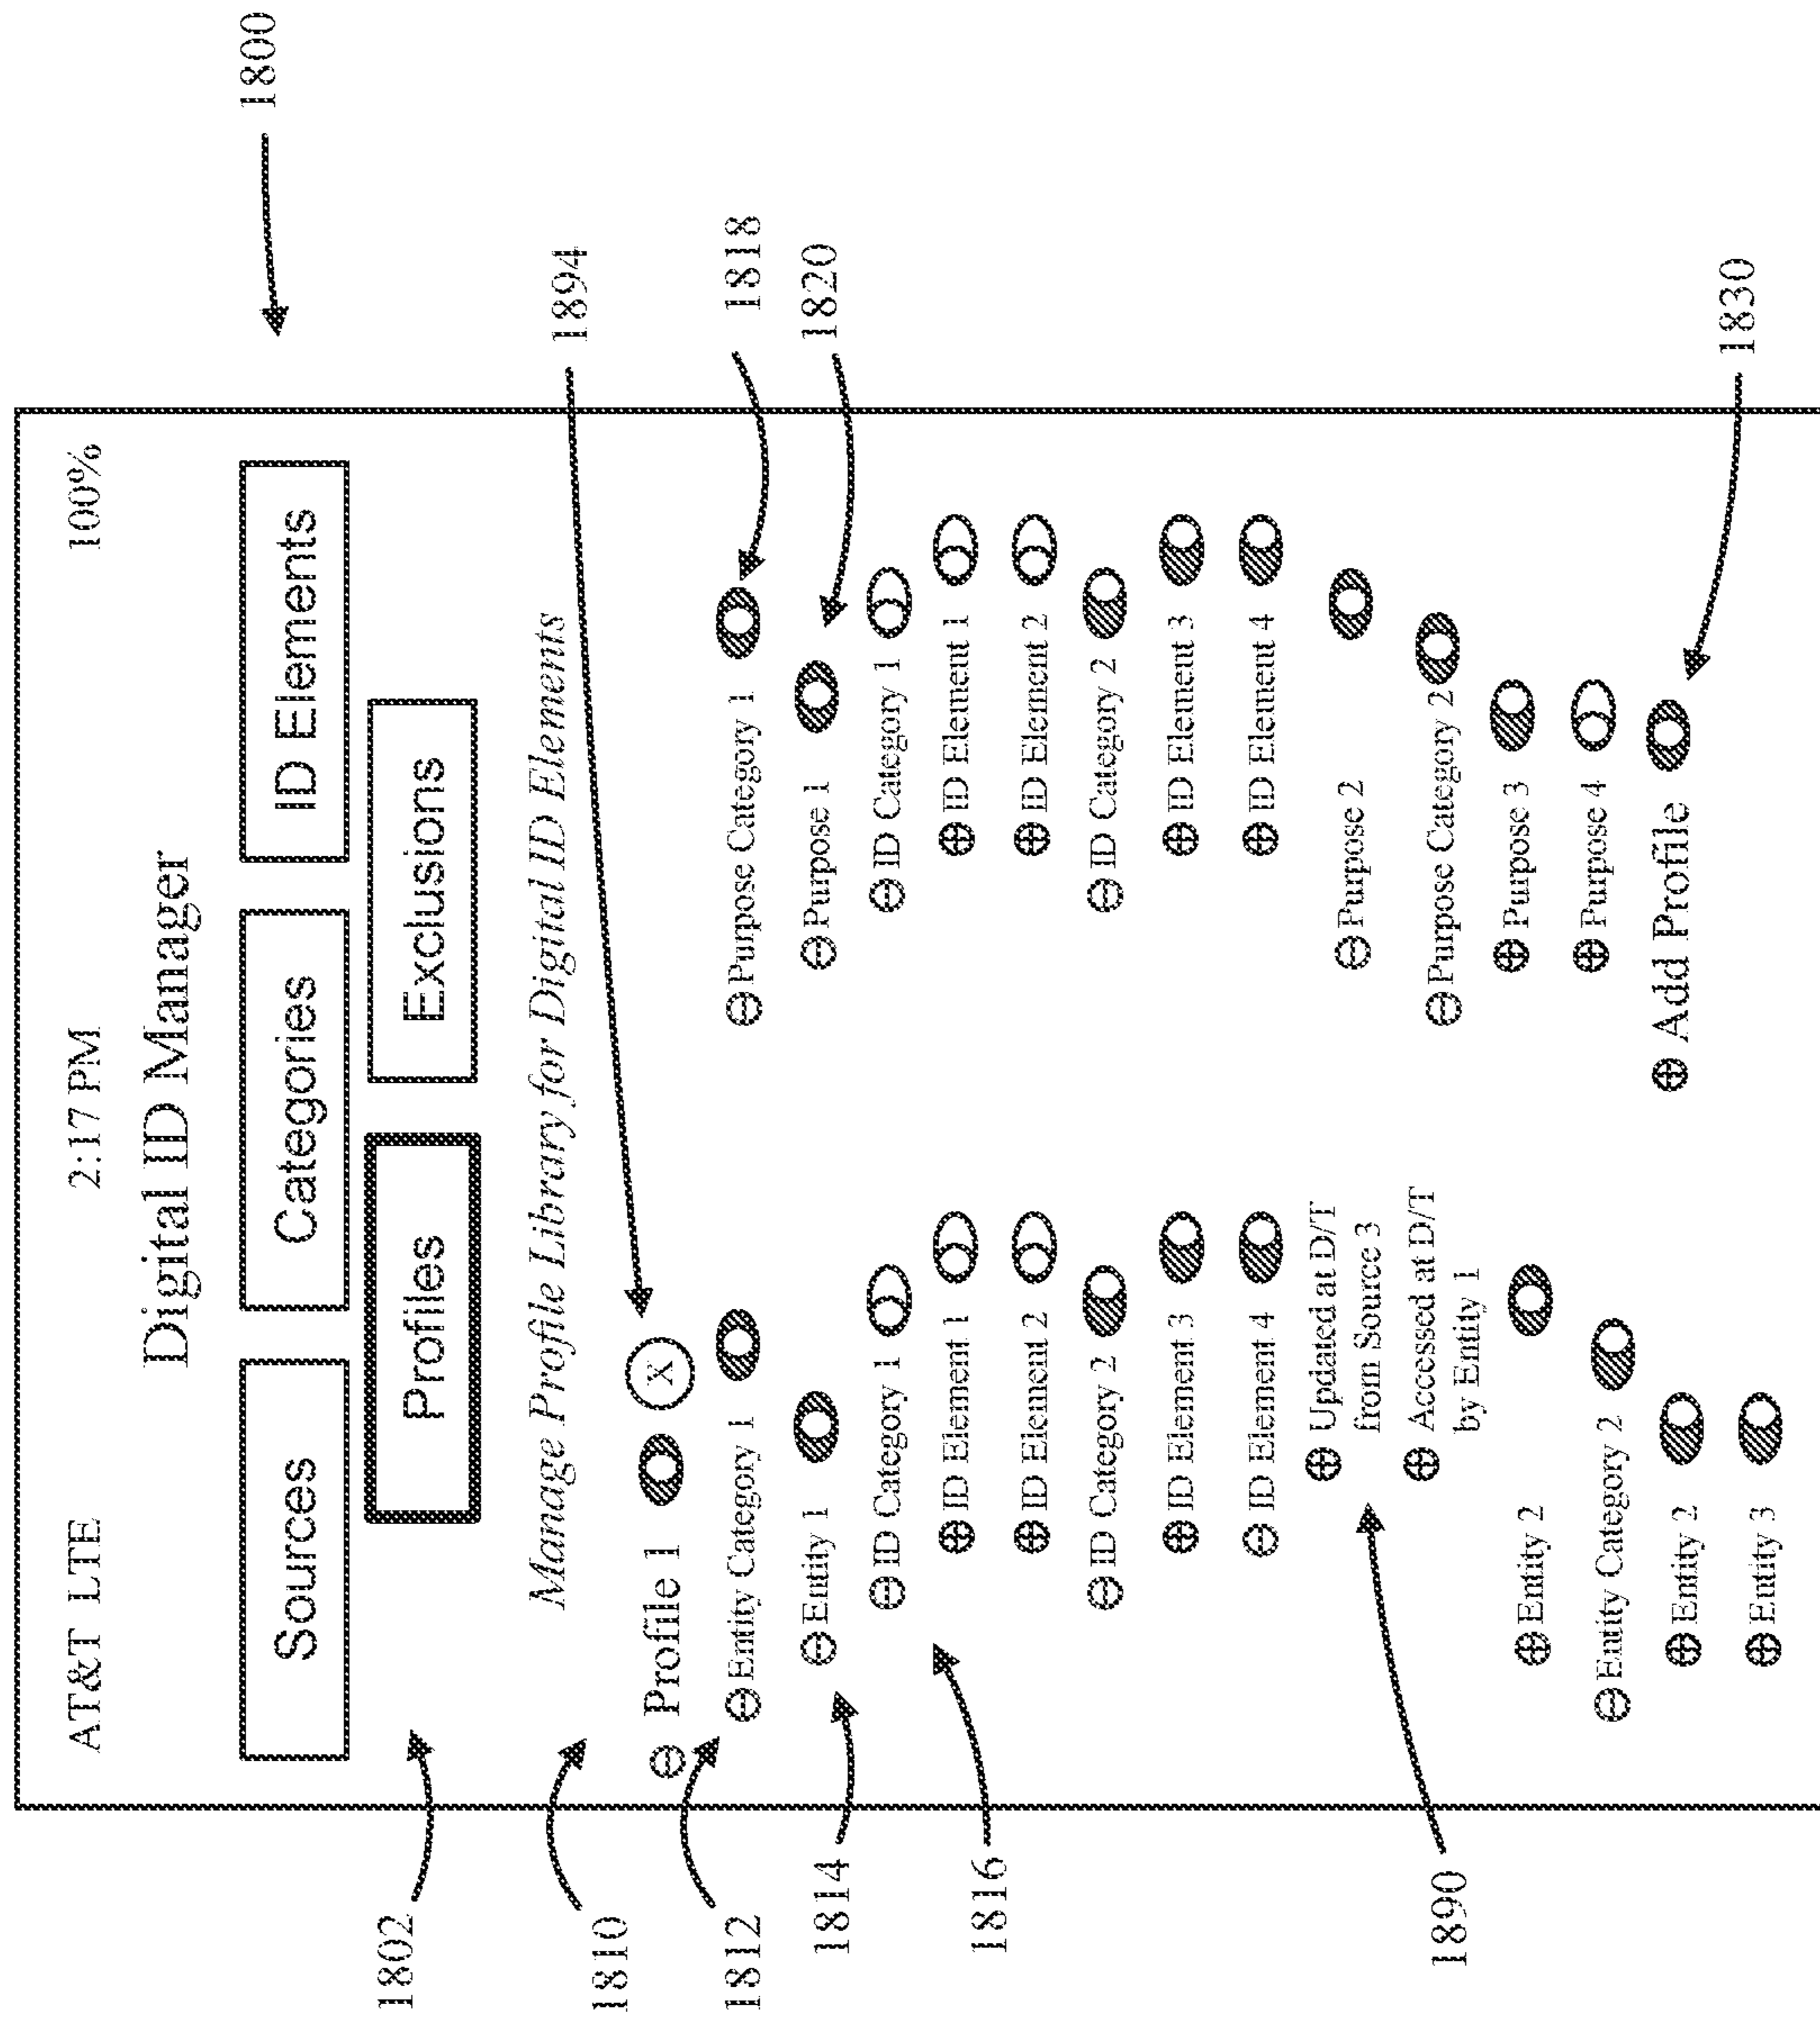 1800
AT&T LTE 2:17 PM 100%
Digital ID Manager
Sources Categories ID Elements
Profiles Exclusions
1802
Manage Profile Library for Digital ID Elements
1894
1810
⊖ Profile 1 X
1812
⊖ Entity Category 1
1814
⊖ Entity 1
⊖ ID Category 1
1816
⊕ ID Element 1
⊕ ID Element 2
⊖ ID Category 2
⊕ ID Element 3
⊖ ID Element 4
⊕ Updated at D/T
from Source 3
1890
⊕ Accessed at D/T
by Entity 1
⊕ Entity 2
⊖ Entity Category 2
⊕ Entity 2
⊕ Entity 3
⊖ Purpose Category 1
1818
⊖ Purpose 1
1820
⊖ ID Category 1
⊕ ID Element 1
⊕ ID Element 2
⊖ ID Category 2
⊕ ID Element 3
⊕ ID Element 4
⊖ Purpose 2
⊖ Purpose Category 2
⊕ Purpose 3
⊕ Purpose 4
⊕ Add Profile
1830